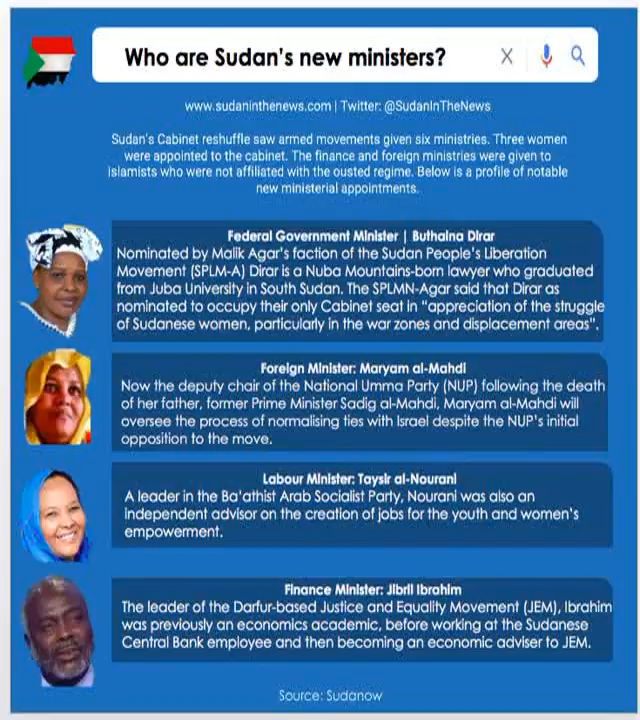 Who are Sudan's new ministers?
www.sudaninthenews.com | Twitter: @SudanInTheNews
Sudan's Cabinet reshuffle saw armed movements given six ministries. Three women
were appointed to the cabinet. The finance and foreign ministries were given to
islamists who were not affiliated with the ousted regime. Below is a profile of notable
new ministerial appointments.
Federal Government Minister | Buthaina Dirar
Nominated by Malik Agar's faction of the Sudan People's Liberation
Movement (SPLM-A) Dirar is a Nuba Mountains-born lawyer who graduated
from Juba University in South Sudan. The SPLMN-Agar said that Dirar as
nominated to occupy their only Cabinet seat in “appreciation of the struggle
of Sudanese women, particularly in the war zones and displacement areas”.
Foreign Minister: Maryam al-Mahdi
Now the deputy chair of the National Umma Party (NUP) following the death
of her father, former Prime Minister Sadig al-Mahdi, Maryam al-Mahdi will
oversee the process of normalising ties with Israel despite the NUP's initial
opposition to the move.
Labour Minister: Taysir al-Nourani
A leader in the Ba'athist Arab Socialist Party, Nourani was also an
independent advisor on the creation of jobs for the youth and women's
empowerment.
Finance Minister: Jibril Ibrahim
The leader of the Darfur-based Justice and Equality Movement (JEM), Ibrahim
was previously an economics academic, before working at the Sudanese
Central Bank employee and then becoming an economic adviser to JEM.
Source: Sudanow